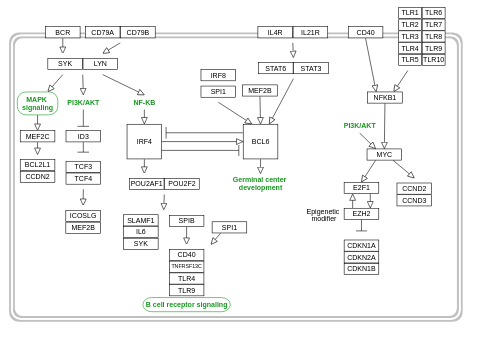 BCR
CD79A CD79B
IL4R IL21R
CD40
TLR1 TLR6
TLR2 TLR7
TLR3 TLR8
TLR4 TLR9
TLR5 TLR10
SYK LYN
STAT6 STAT3
IRF8
SPI1
MEF2B
MAPK
signaling
PI3K/AKT
NF-KB
NFKB1
MEF2C
ID3
IRF4
BCL6
PI3K/AKT
MYC
BCL2L1
CCDN2
TCF3
TCF4
POU2AF1 POU2F2
Germinal center
development
E2F1
CCND2
CCND3
ICOSLG
MEF2B
SLAMF1
IL6
SYK
SPIB
SPI1
Epigenetic
modifier
EZH2
CD40
TNFRSF13C
TLR4
TLR9
CDKN1A
CDKN2A
CDKN1B
B cell receptor signaling